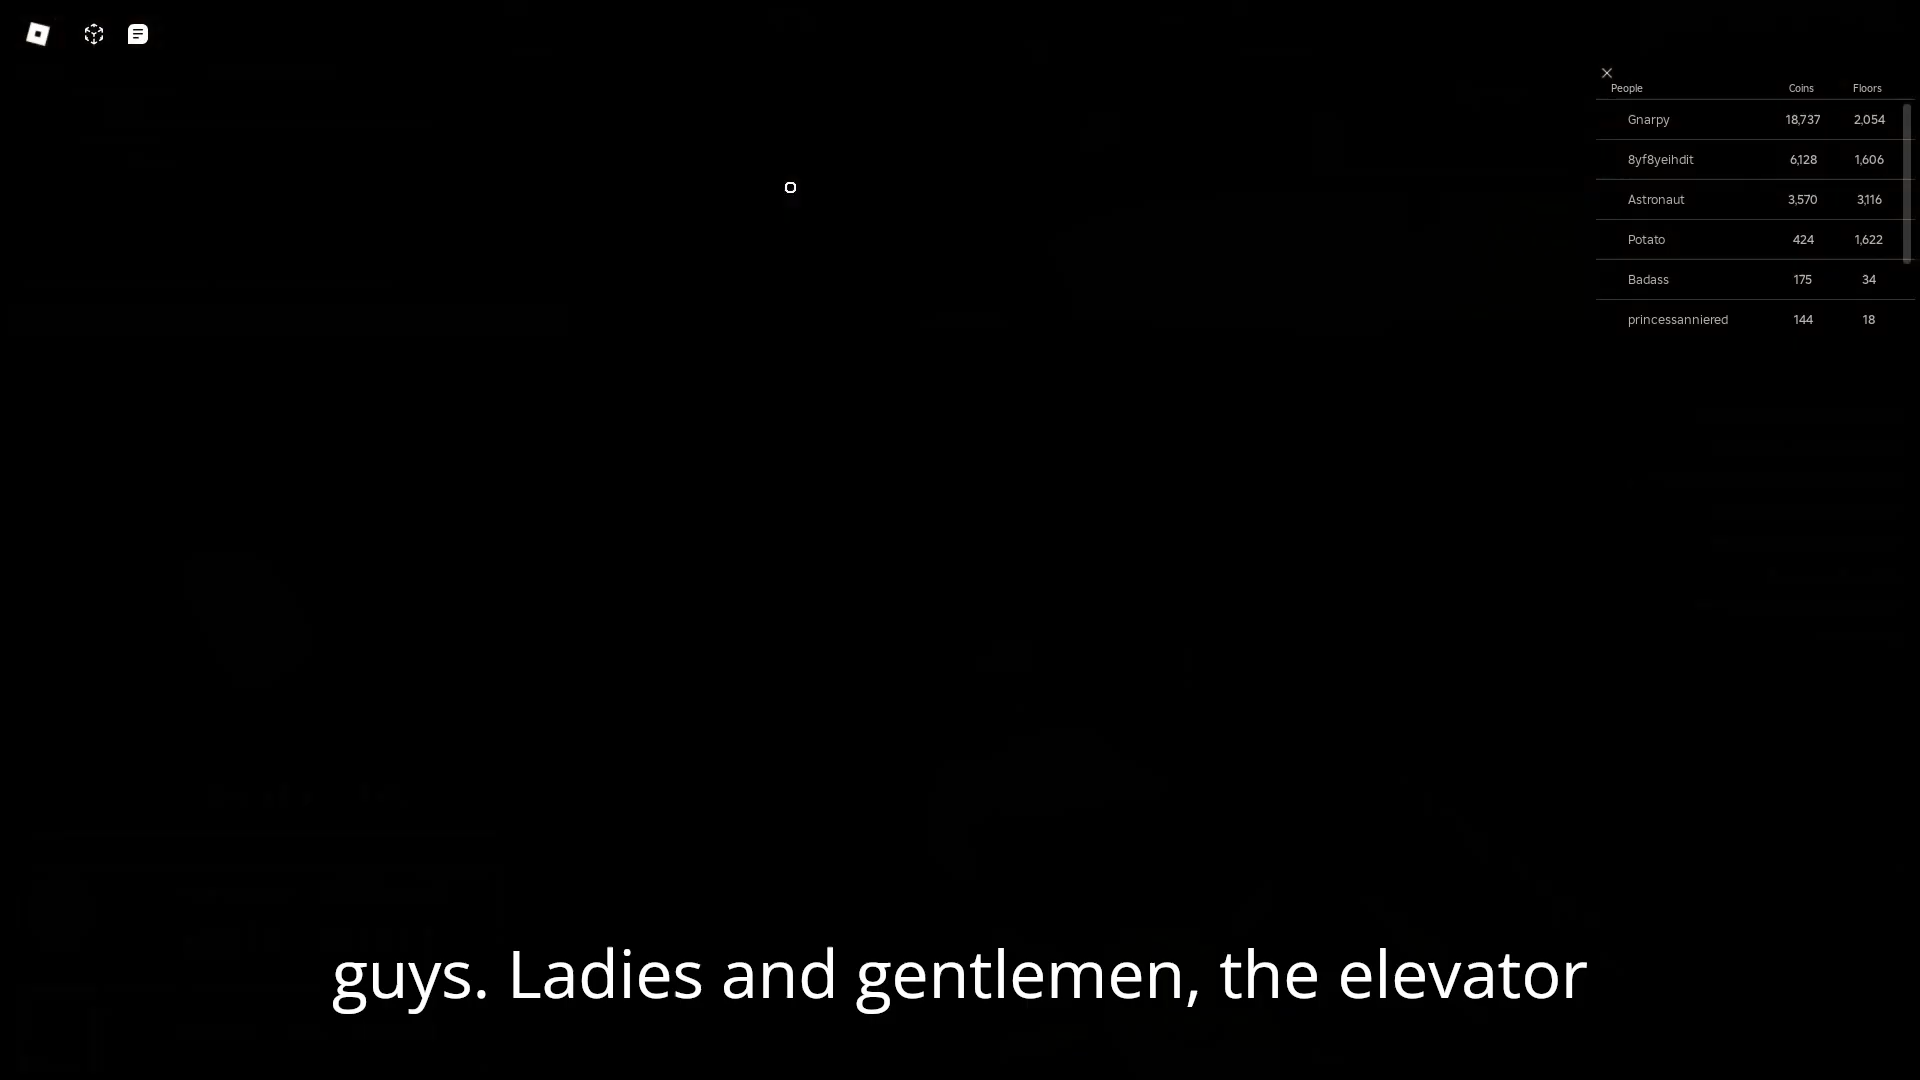 People Coins Floors
Gnarpy 18,737 2,054
8yf8yeihdit 6,128 1,606
Astronaut 3,570 3,116
Potato 424 1,622
Badass 175 34
princessanniered 144 18
guys. Ladies and gentlemen, the elevator